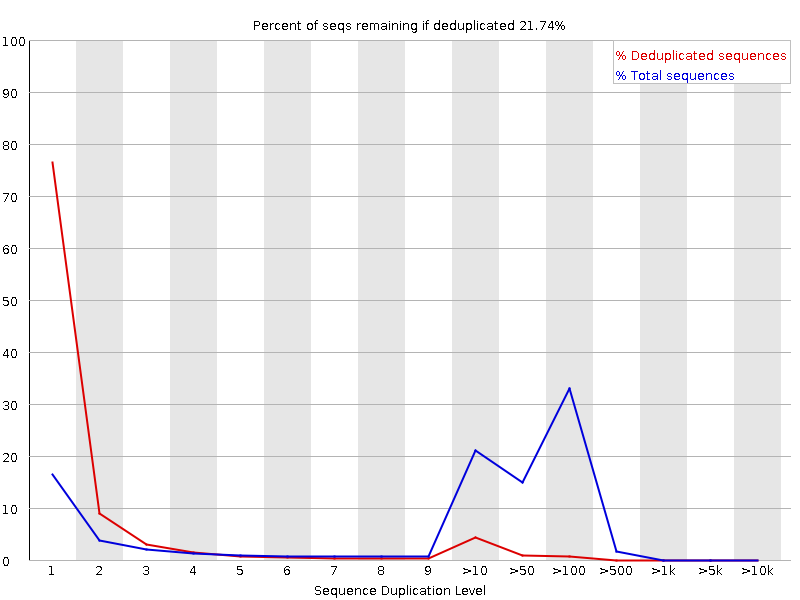 Percent of seqs remaining if deduplicated 21.74%
% Deduplicated sequences
% Total sequences
100
90
80
70
60
50
40
30
20
10
0
1 2 3 4 5 6 7 8 9 >10 >50 >100 >500 >1k >5k >10k
Sequence Duplication Level